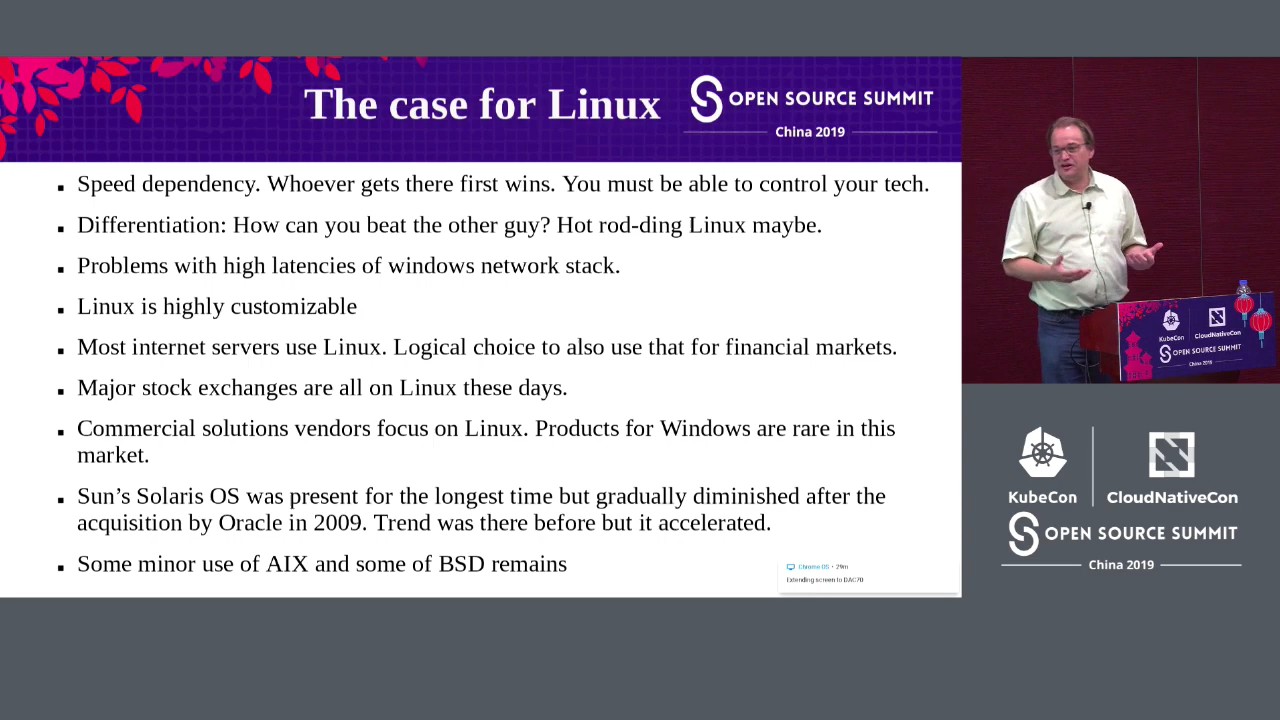 The case for Linux
OPEN SOURCE SUMMIT
China 2019
Speed dependency. Whoever gets there first wins. You must be able to control your tech.
Differentiation: How can you beat the other guy? Hot rod-ding Linux maybe.
Problems with high latencies of windows network stack.
Linux is highly customizable
Most internet servers use Linux. Logical choice to also use that for financial markets.
Major stock exchanges are all on Linux these days.
Commercial solutions vendors focus on Linux. Products for Windows are rare in this
market.
Sun’s Solaris OS was present for the longest time but gradually diminished after the
acquisition by Oracle in 2009. Trend was there before but it accelerated.
Some minor use of AIX and some of BSD remains
Chrome OS • 29m
Extending screen to DAC70
KubeCon
CloudNativeCon
OPEN SOURCE SUMMIT
China 2019
KubeCon
CloudNativeCon
OPEN SOURCE SUMMIT
China 2019